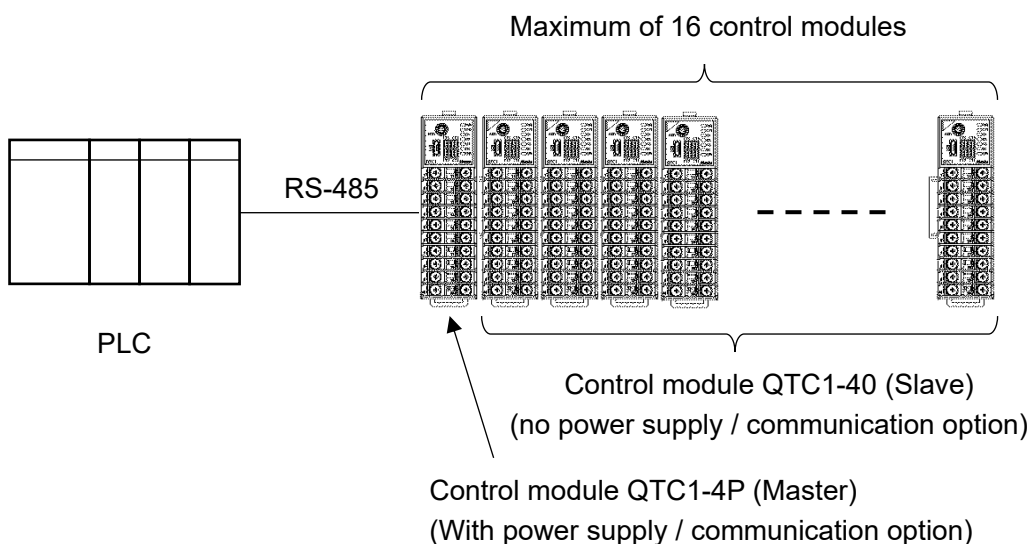 Maximum of 16 control modules
RS-485
PLC
Control module QTC1-40 (Slave)
(no power supply / communication option)
Control module QTC1-4P (Master)
(With power supply / communication option)